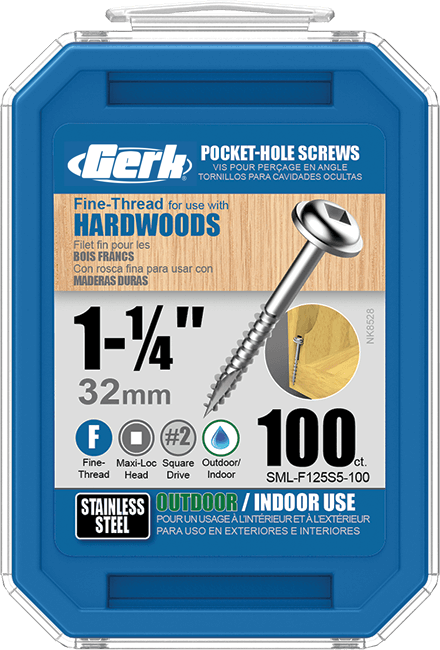 Gerk
POCKET-HOLE SCREWS
VIS POUR PERÇAGE EN ANGLE
TORNILLOS PARA CAVIDADES OCULTAS
Fine-Thread for use with
HARDWOODS
Filet fin pour les
BOIS FRANCS
Con rosca fina para usar con
MADERAS DURAS
1-¼"
32mm
NK8528
F
Fine-
Thread
Maxi-Loc
Head
#2
Square
Drive
Outdoor/
Indoor
100 ct.
SML-F125S5-100
STAINLESS
STEEL
OUTDOOR / INDOOR USE
POUR UN USAGE À L'INTÉRIEUR ET À L'EXTÉRIEUR
PARA USO EN EXTERIORES E INTERIORES